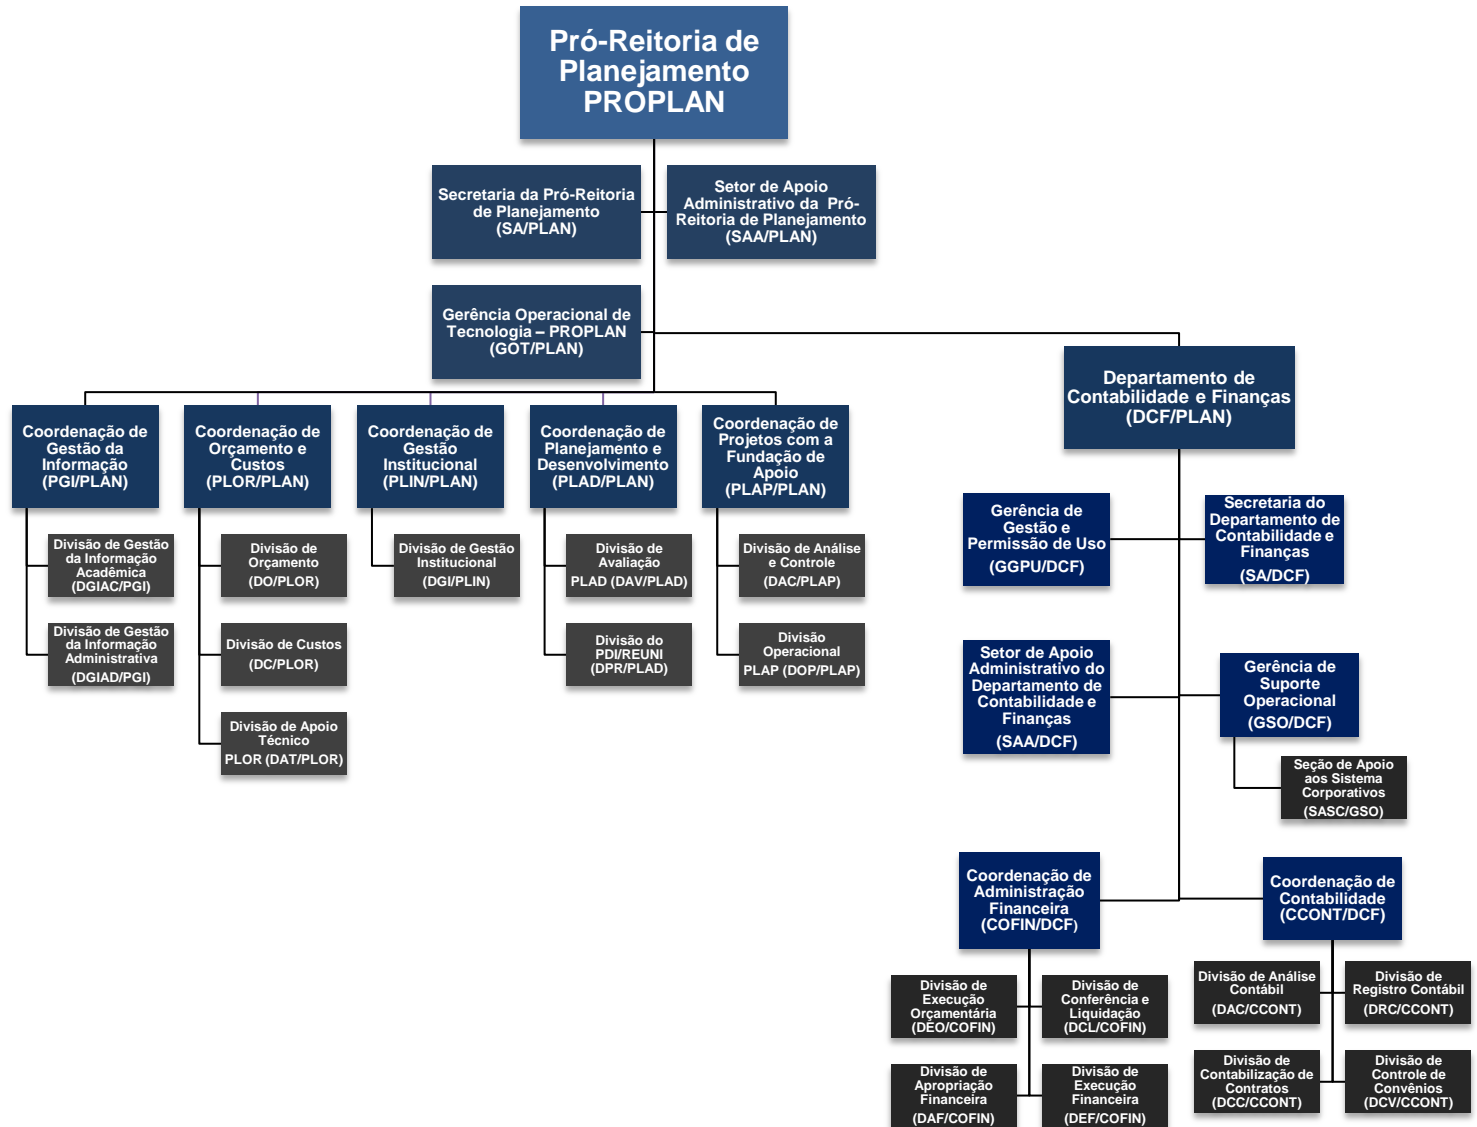 Pró-Reitoria de
Planejamento
PROPLAN
Secretaria da Pró-Reitoria
de Planejamento
(SA/PLAN)
Setor de Apoio
Administrativo da Pró-
Reitoria de Planejamento
(SAA/PLAN)
Gerência Operacional de
Tecnologia – PROPLAN
(GOT/PLAN)
Departamento de
Contabilidade e Finanças
(DCF/PLAN)
Coordenação de
Gestão da
Informação
(PGI/PLAN)
Coordenação de
Orçamento e
Custos
(PLOR/PLAN)
Coordenação de
Gestão
Institucional
(PLIN/PLAN)
Coordenação de
Planejamento e
Desenvolvimento
(PLAD/PLAN)
Coordenação de
Projetos com a
Fundação de
Apoio
(PLAP/PLAN)
Divisão de Gestão
da Informação
Acadêmica
(DGIAC/PGI)
Divisão de Gestão
da Informação
Administrativa
(DGIAD/PGI)
Divisão de
Orçamento
(DO/PLOR)
Divisão de Custos
(DC/PLOR)
Divisão de Apoio
Técnico
PLOR (DAT/PLOR)
Divisão de Gestão
Institucional
(DGI/PLIN)
Divisão de
Avaliação
PLAD (DAV/PLAD)
Divisão do
PDI/REUNI
(DPR/PLAD)
Divisão de Análise
e Controle
(DAC/PLAP)
Divisão
Operacional
PLAP (DOP/PLAP)
Gerência de
Gestão e
Permissão de Uso
(GGPU/DCF)
Secretaria do
Departamento de
Contabilidade e
Finanças
(SA/DCF)
Setor de Apoio
Administrativo do
Departamento de
Contabilidade e
Finanças
(SAA/DCF)
Gerência de
Suporte
Operacional
(GSO/DCF)
Seção de Apoio
aos Sistema
Corporativos
(SASC/GSO)
Coordenação de
Administração
Financeira
(COFIN/DCF)
Coordenação de
Contabilidade
(CCONT/DCF)
Divisão de
Execução
Orçamentária
(DEO/COFIN)
Divisão de
Conferência e
Liquidação
(DCL/COFIN)
Divisão de
Apropriação
Financeira
(DAF/COFIN)
Divisão de
Execução
Financeira
(DEF/COFIN)
Divisão de Análise
Contábil
(DAC/CCONT)
Divisão de
Registro Contábil
(DRC/CCONT)
Divisão de
Contabilização de
Contratos
(DCC/CCONT)
Divisão de
Controle de
Convênios
(DCV/CCONT)